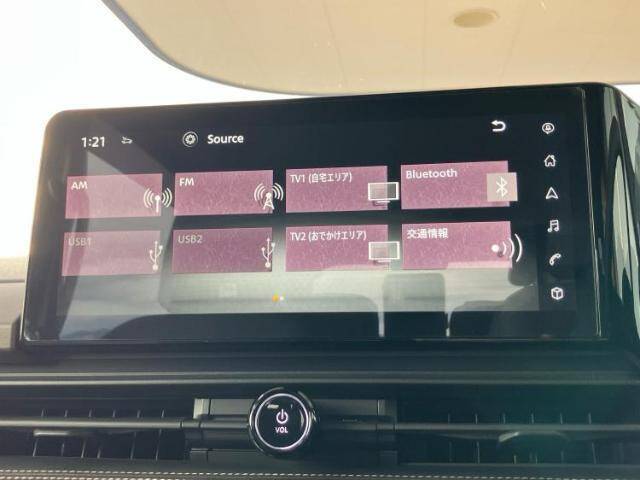 1:21
Source
AM
FM
TV1 (自宅エリア)
Bluetooth
USB1
USB2
TV2 (おでかけエリア)
交通情報
VOL